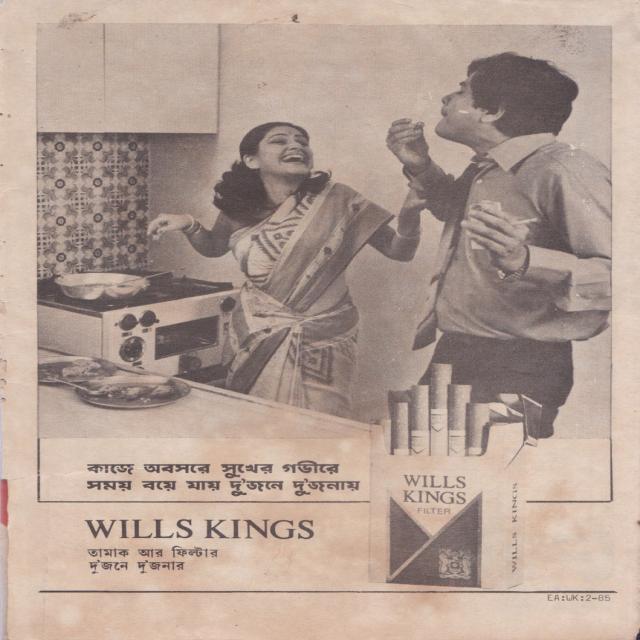 কাজে অবসরে সুখের গভীরে
সময় বয়ে যায় দু'জনে দু'জনায়
WILLS KINGS
তামাক আর ফিল্টার
দু'জনে দু'জনার
WILLS
KINGS
FILTER
WILLS KINGS
EA:WK:2-85